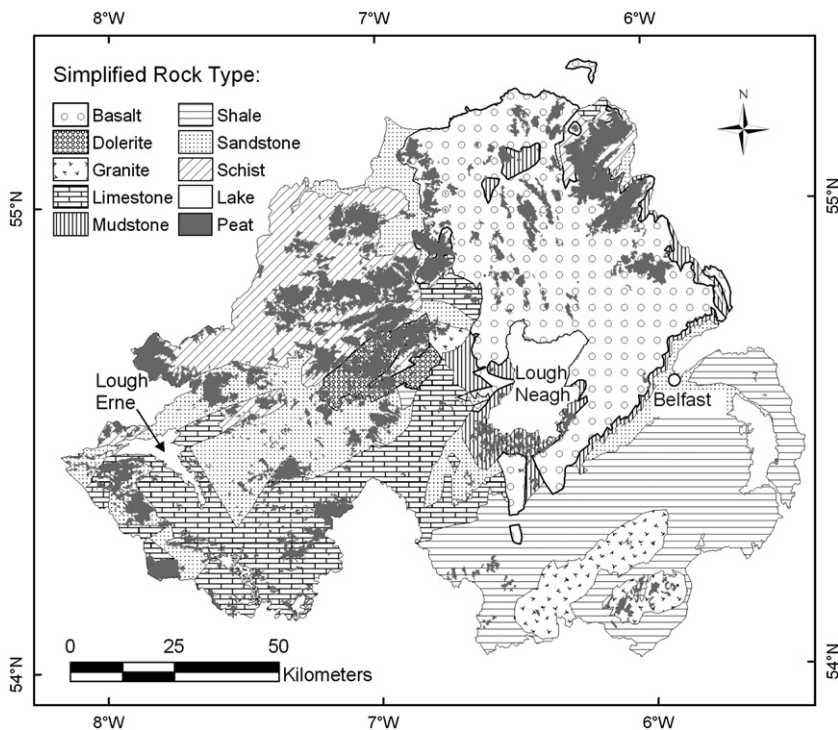 8°W 7°W 6°W
Simplified Rock Type:
Basalt Shale
Dolerite Sandstone
Granite Schist
Limestone Lake
Mudstone Peat
N
55°N 55°N
Lough
Erne
Lough
Neagh
Belfast
0 25 50
Kilometers
54°N 54°N
8°W 7°W 6°W